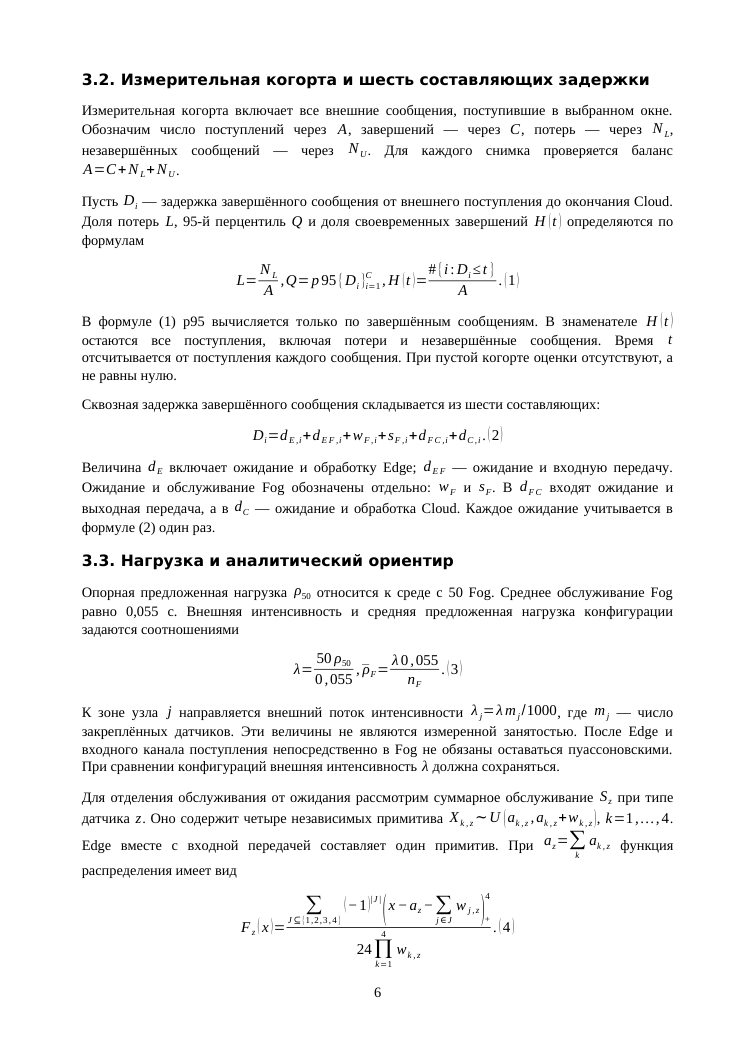 3.2. Измерительная когорта и шесть составляющих задержки
Измерительная когорта включает все внешние сообщения, поступившие в выбранном окне.
Обозначим число поступлений через A, завершений — через C, потерь — через N_L,
незавершённых сообщений — через N_U. Для каждого снимка проверяется баланс
A=C+N_L+N_U.
Пусть D_i — задержка завершённого сообщения от внешнего поступления до окончания Cloud.
Доля потерь L, 95-й перцентиль Q и доля своевременных завершений H(t) определяются по
формулам
L=N_L/A, Q=p95{D_i}_{i=1}^C, H(t)=#{i:D_i≤t}/A. (1)
В формуле (1) p95 вычисляется только по завершённым сообщениям. В знаменателе H(t)
остаются все поступления, включая потери и незавершённые сообщения. Время t
отсчитывается от поступления каждого сообщения. При пустой когорте оценки отсутствуют, а
не равны нулю.
Сквозная задержка завершённого сообщения складывается из шести составляющих:
D_i=d_{E,i}+d_{EF,i}+w_{F,i}+s_{F,i}+d_{FC,i}+d_{C,i}. (2)
Величина d_E включает ожидание и обработку Edge; d_{EF} — ожидание и входную передачу.
Ожидание и обслуживание Fog обозначены отдельно: w_F и s_F. В d_{FC} входят ожидание и
выходная передача, а в d_C — ожидание и обработка Cloud. Каждое ожидание учитывается в
формуле (2) один раз.
3.3. Нагрузка и аналитический ориентир
Опорная предложенная нагрузка ρ_50 относится к среде с 50 Fog. Среднее обслуживание Fog
равно 0,055 с. Внешняя интенсивность и средняя предложенная нагрузка конфигурации
задаются соотношениями
λ=50ρ_50/0,055, ρ̄_F=λ0,055/n_F. (3)
К зоне узла j направляется внешний поток интенсивности λ_j=λm_j/1000, где m_j — число
закреплённых датчиков. Эти величины не являются измеренной занятостью. После Edge и
входного канала поступления непосредственно в Fog не обязаны оставаться пуассоновскими.
При сравнении конфигураций внешняя интенсивность λ должна сохраняться.
Для отделения обслуживания от ожидания рассмотрим суммарное обслуживание S_z при типе
датчика z. Оно содержит четыре независимых примитива X_{k,z}∼U(a_{k,z},a_{k,z}+w_{k,z}), k=1,…,4.
Edge вместе с входной передачей составляет один примитив. При a_z=∑_k a_{k,z} функция
распределения имеет вид
F_z(x)=∑_{J⊆{1,2,3,4}} (−1)^{|J|}(x−a_z−∑_{j∈J} w_{j,z})_+^4 / 24∏_{k=1}^4 w_{k,z}. (4)
6